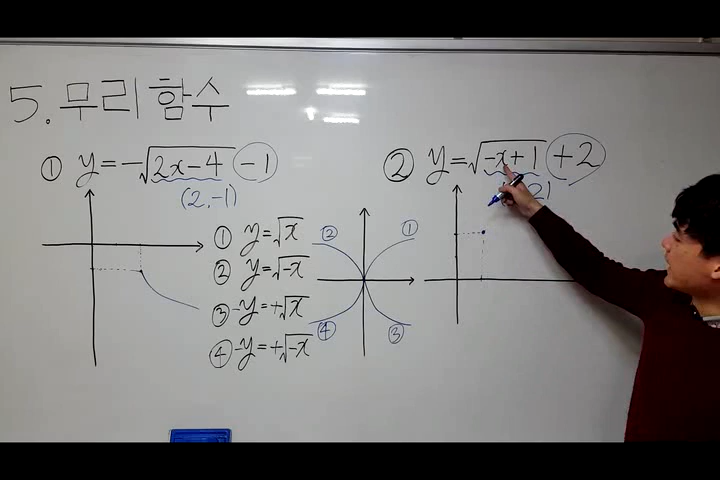 5. 무리함수
① y = -√(2x-4) -1
(2,-1)
② y = √(-x+1) +2
2)
① y = √x
② y = √-x
③ -y = +√x
④ -y = +√-x
② ①
④ ③